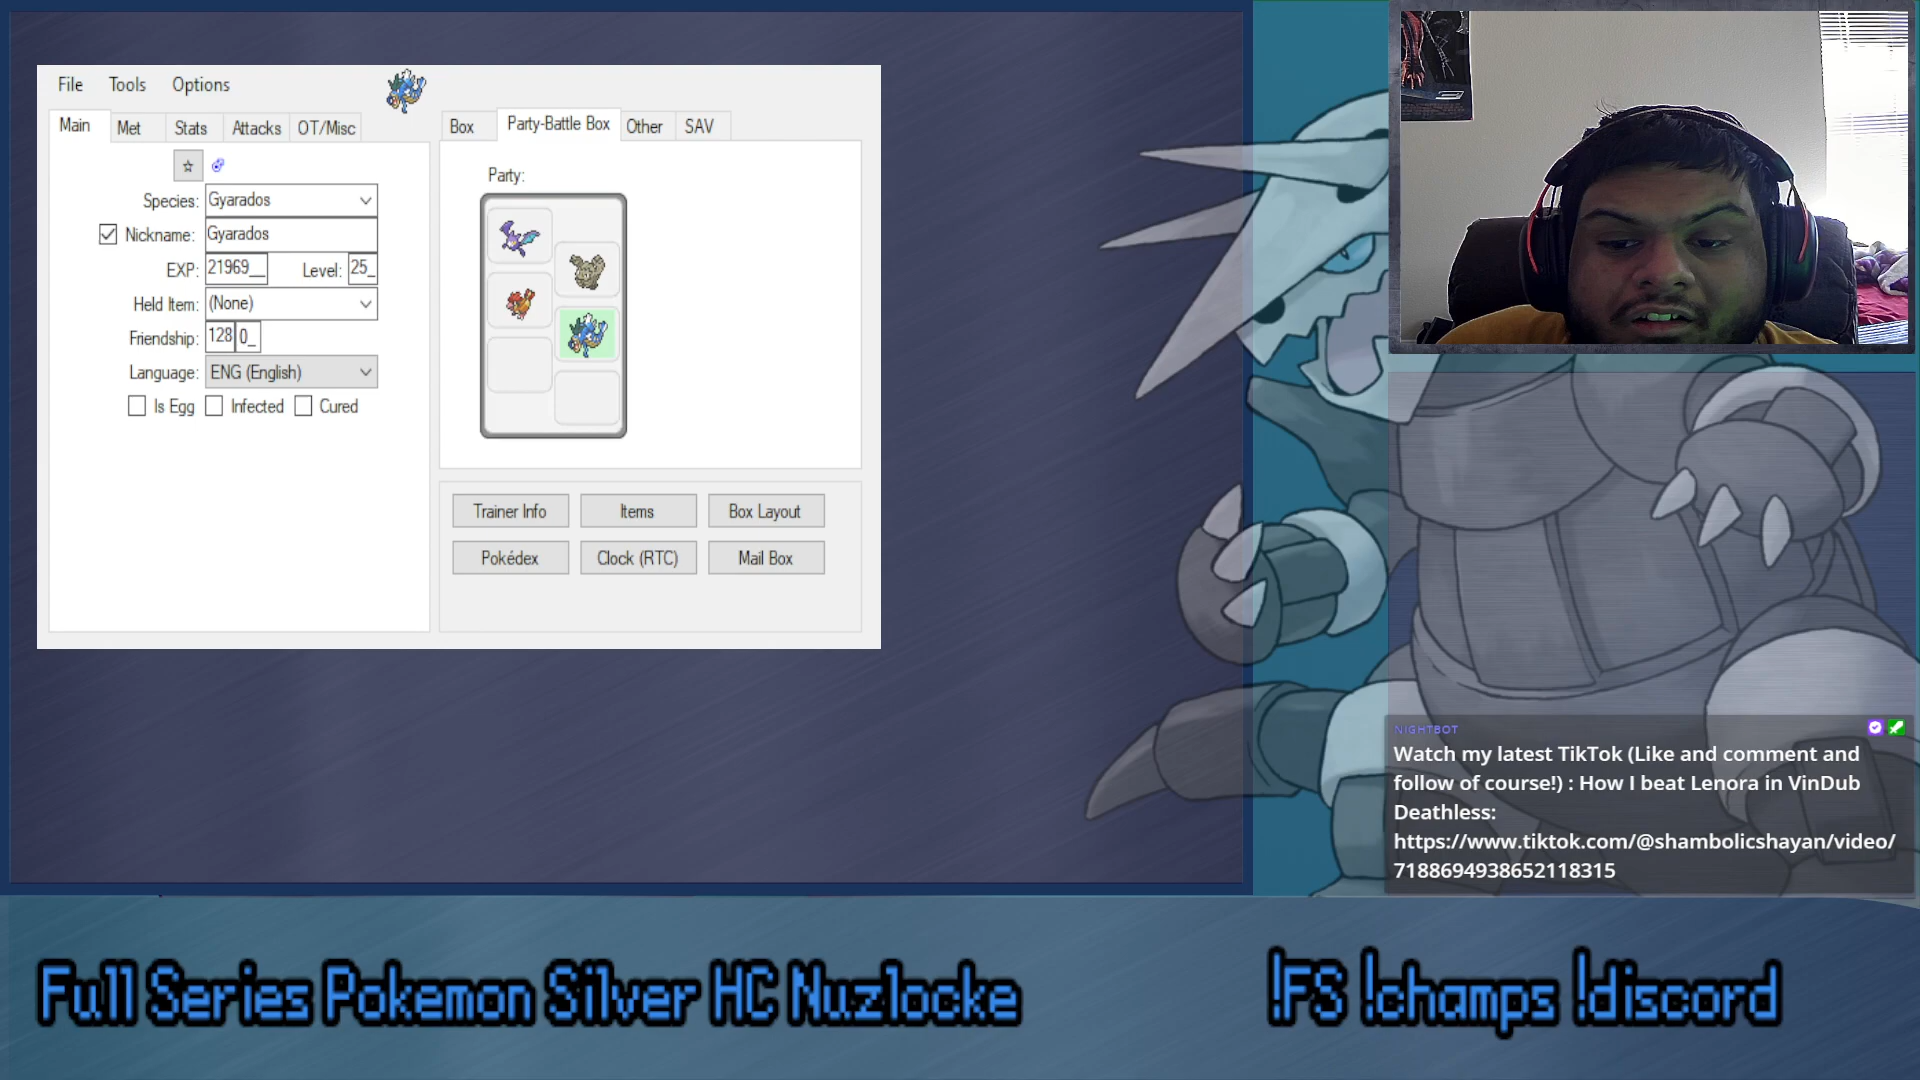 File Tools Options
Main Met Stats Attacks OT/Misc
Box Party-Battle Box Other SAV
Species: Gyarados
Nickname: Gyarados
EXP: 21969__ Level: 25_
Held Item: (None)
Friendship: 128 0_
Language: ENG (English)
Is Egg Infected Cured
Party:
Trainer Info Items Box Layout
Pokédex Clock (RTC) Mail Box
NIGHTBOT
Watch my latest TikTok (Like and comment and
follow of course!) : How I beat Lenora in VinDub
Deathless:
https://www.tiktok.com/@shambolicshayan/video/
7188694938652118315
Full Series Pokemon Silver HC Nuzlocke
!FS !champs !discord